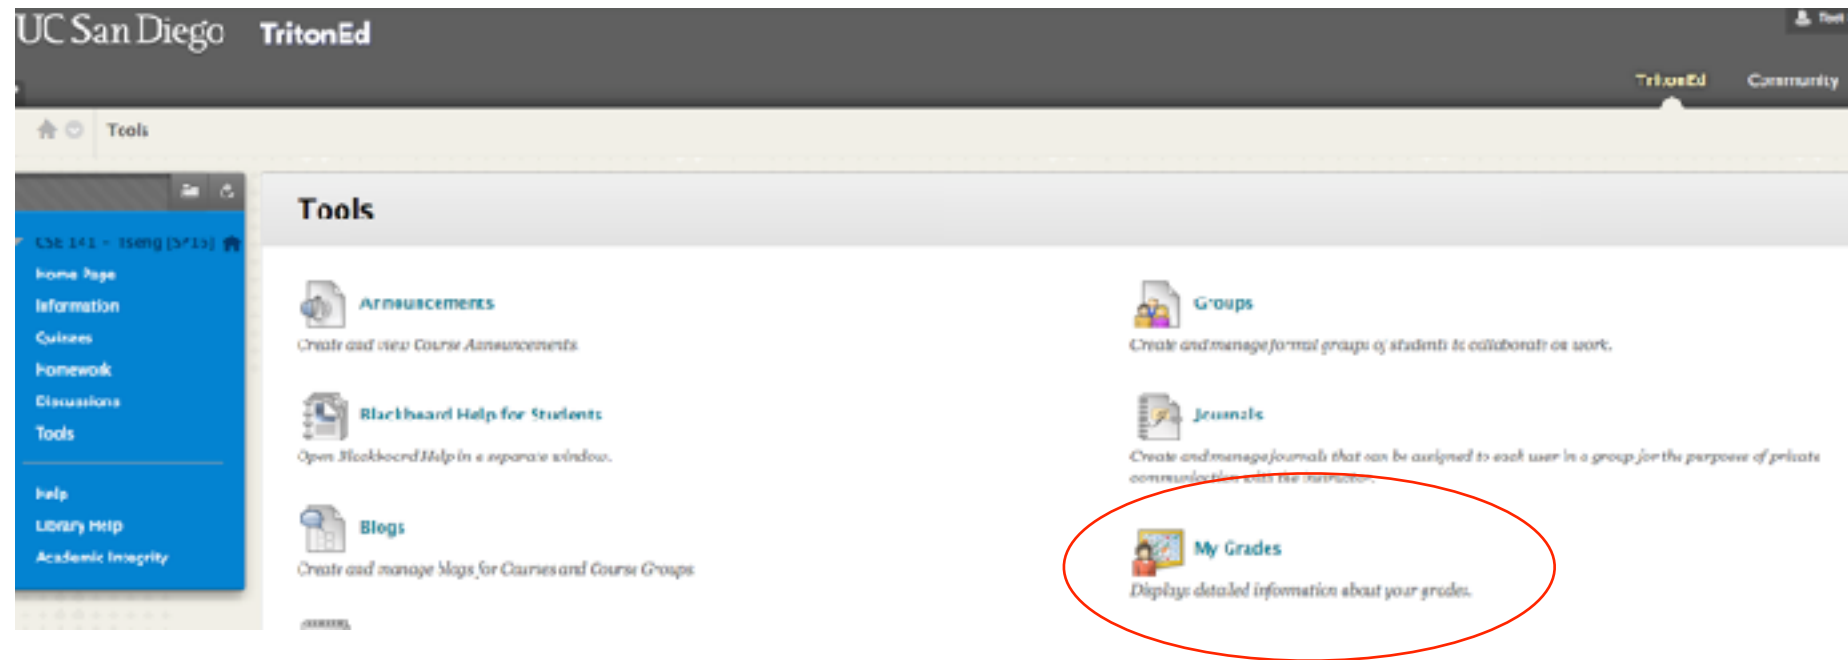 UC San Diego TritonEd
TritonEd Community
Tools
Tools
CSE 141 - Tseng [SP15]
Home Page
Information
Quizzes
Homework
Discussions
Tools
Help
Library Help
Academic Integrity
Announcements
Create and view Course Announcements
Blackboard Help for Students
Open Blackboard Help in a separate window.
Blogs
Create and manage blogs for Courses and Course Groups
Groups
Create and manage formal groups of students to collaborate on work.
Journals
Create and manage journals that can be assigned to each user in a group for the purpose of private
communication with the instructor.
My Grades
Displays detailed information about your grades.